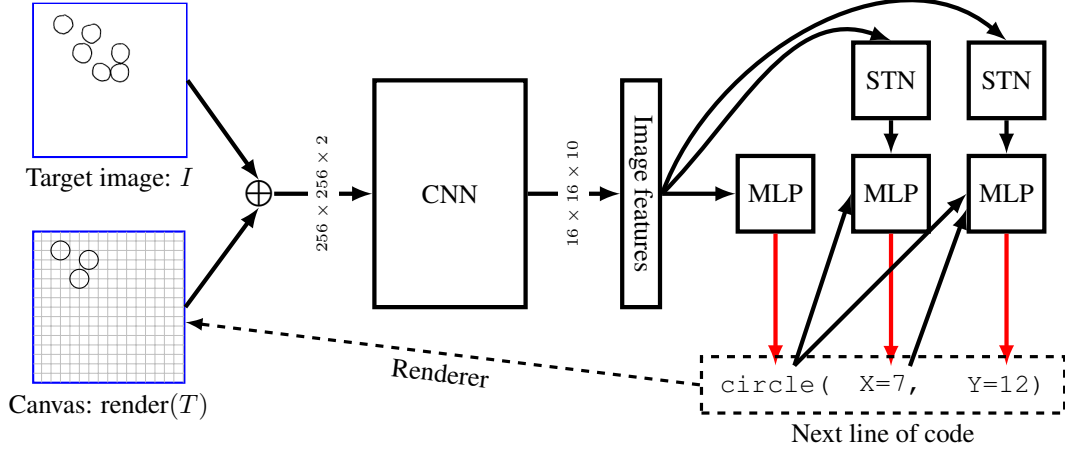 Target image: I
Canvas: render(T)
256 × 256 × 2
CNN
16 × 16 × 10
Image features
STN
STN
MLP
MLP
MLP
Renderer
circle( X=7, Y=12)
Next line of code